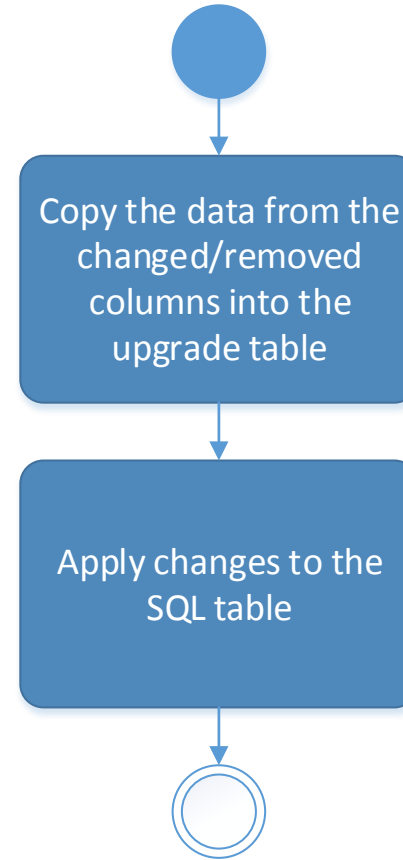 Copy the data from the
changed/removed
columns into the
upgrade table
Apply changes to the
SQL table